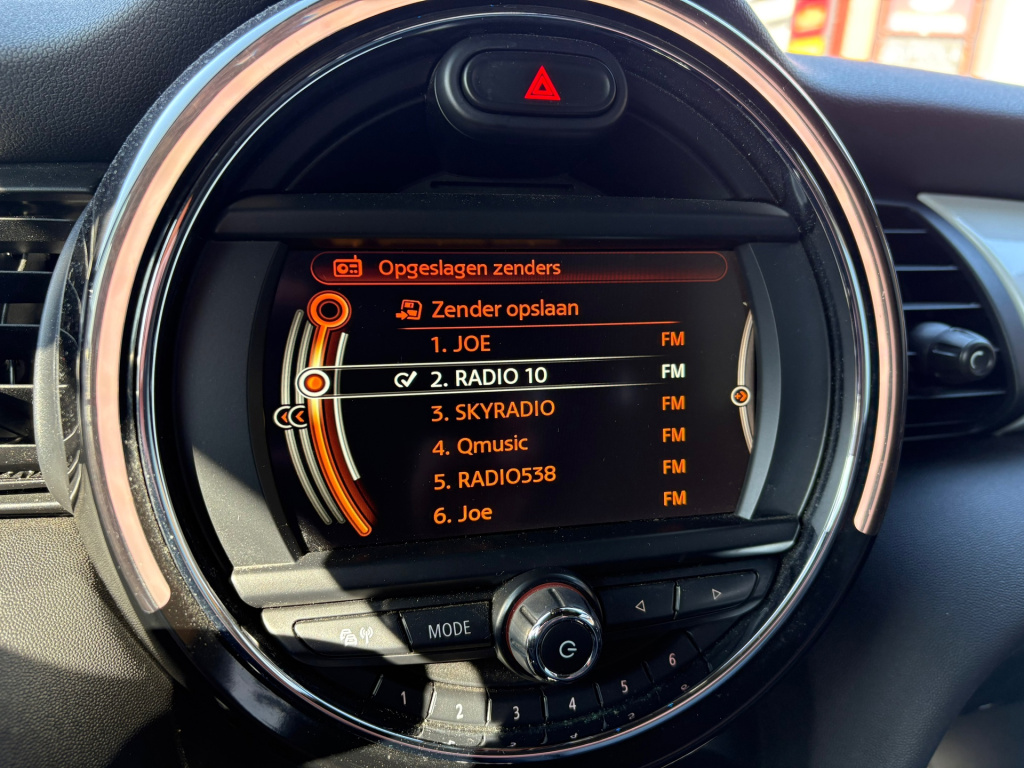 Opgeslagen zenders
Zender opslaan
1. JOE FM
2. RADIO 10 FM
3. SKYRADIO FM
4. Qmusic FM
5. RADIO538 FM
6. Joe FM
MODE
1 2 3 4 5 6